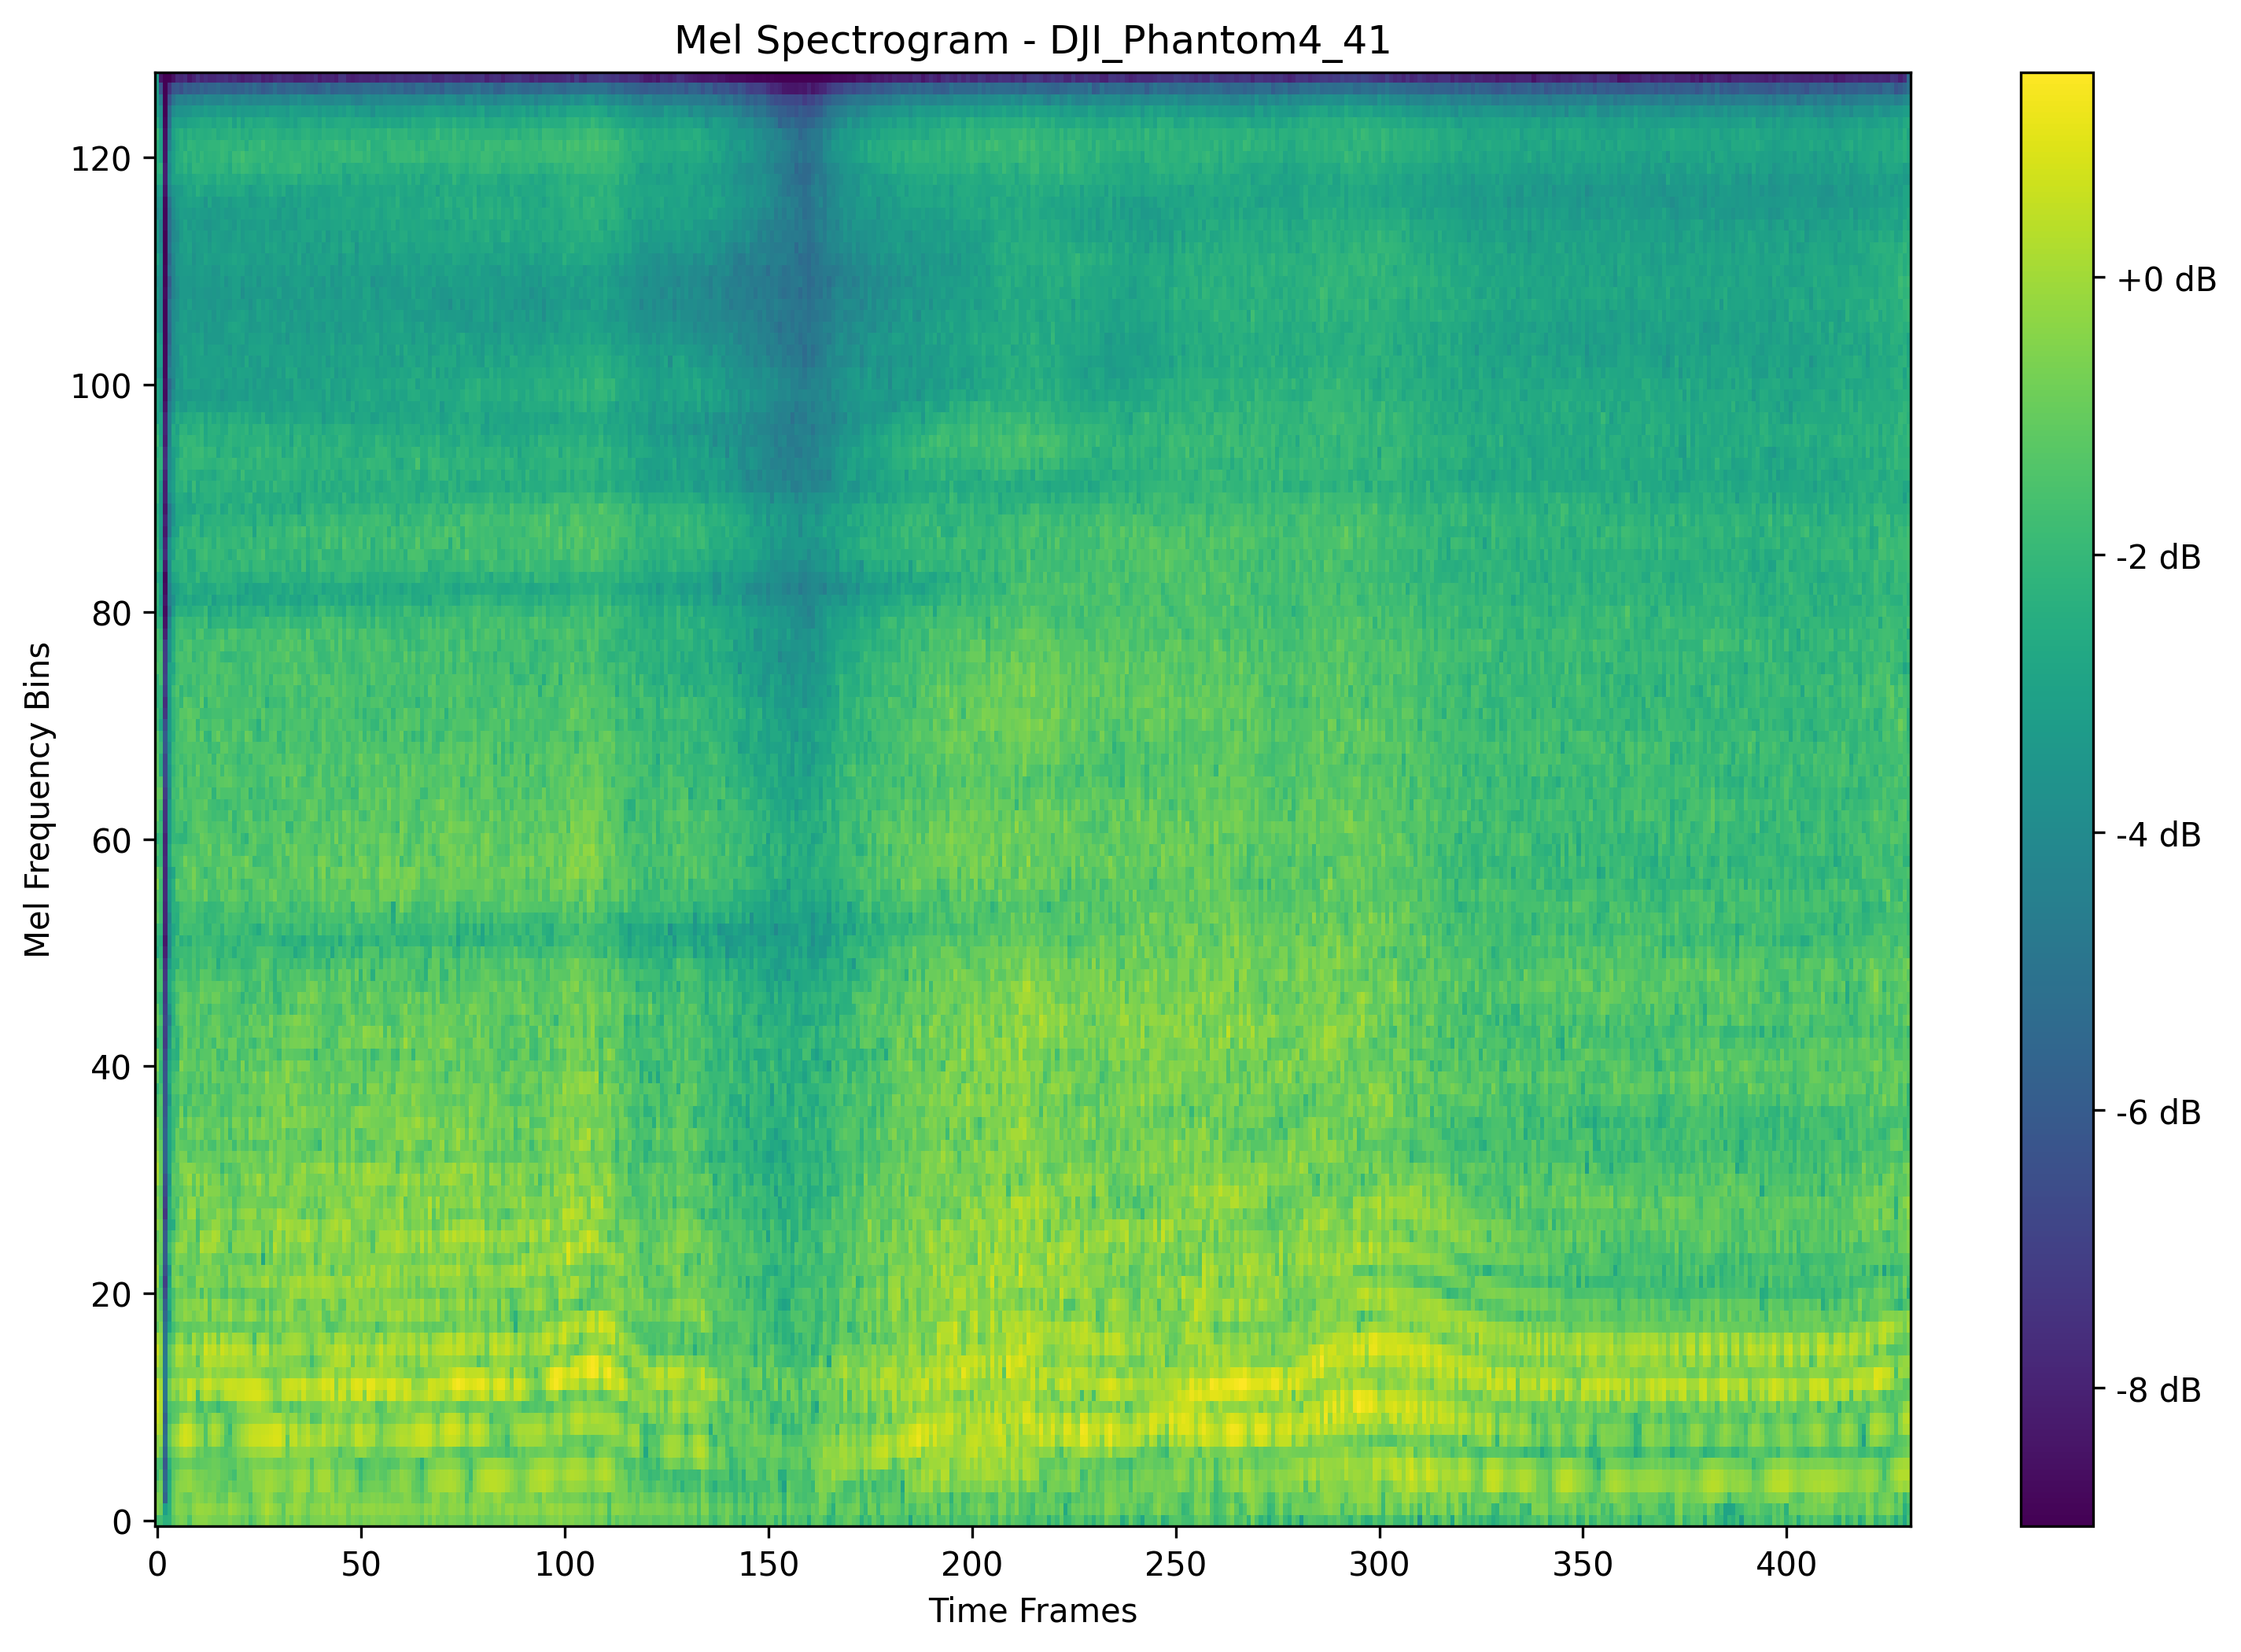 Mel Spectrogram - DJI_Phantom4_41
120
100
80
60
40
20
0
Mel Frequency Bins
0 50 100 150 200 250 300 350 400
Time Frames
+0 dB
-2 dB
-4 dB
-6 dB
-8 dB